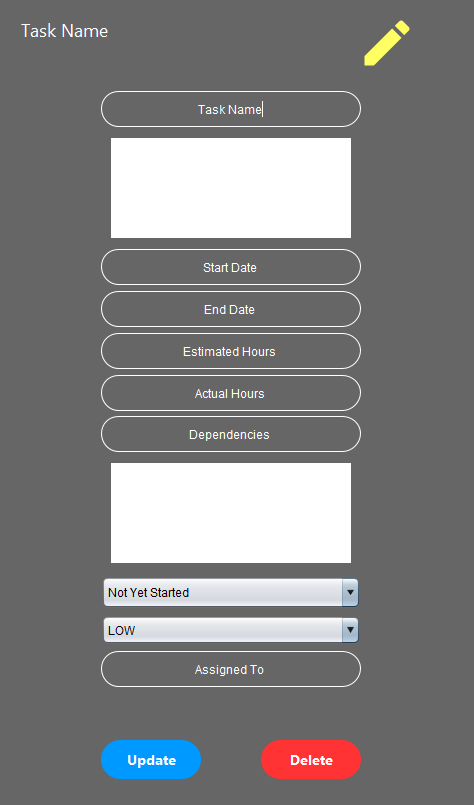 Task Name
Task Name
Start Date
End Date
Estimated Hours
Actual Hours
Dependencies
Not Yet Started
LOW
Assigned To
Update
Delete